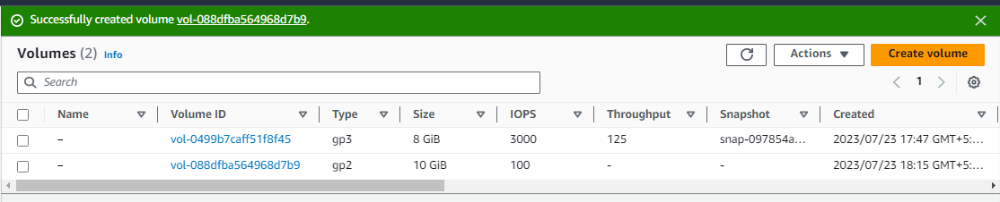 Successfully created volume vol-088dfba564968d7b9.
Volumes (2) Info Actions Create volume
Search 1
Name Volume ID Type Size IOPS Throughput Snapshot Created
– vol-0499b7caff51f8f45 gp3 8 GiB 3000 125 snap-097854a... 2023/07/23 17:47 GMT+5:...
– vol-088dfba564968d7b9 gp2 10 GiB 100 - - 2023/07/23 18:15 GMT+5:...